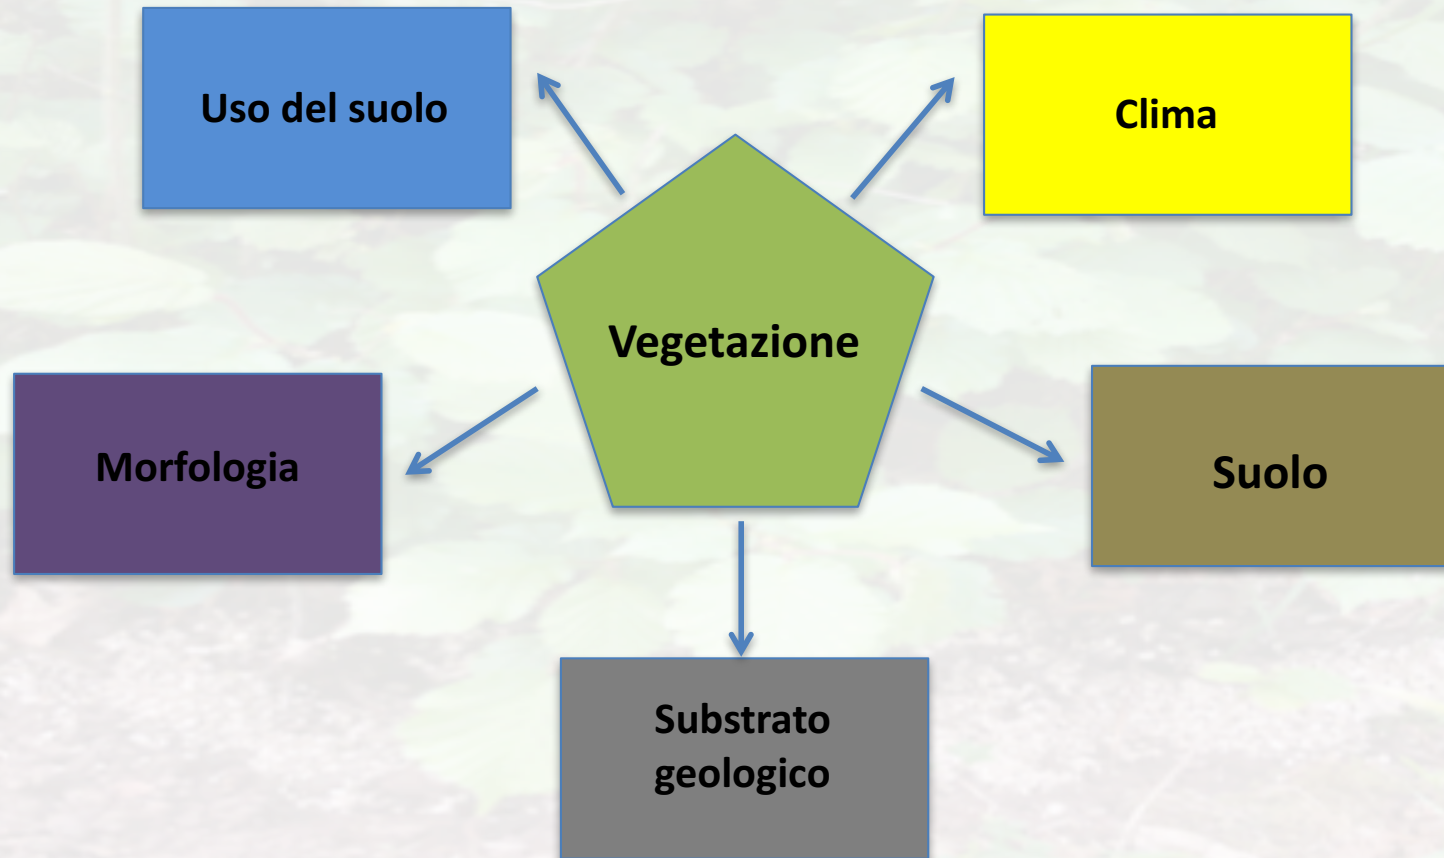 Uso del suolo
Clima
Vegetazione
Morfologia
Suolo
Substrato
geologico